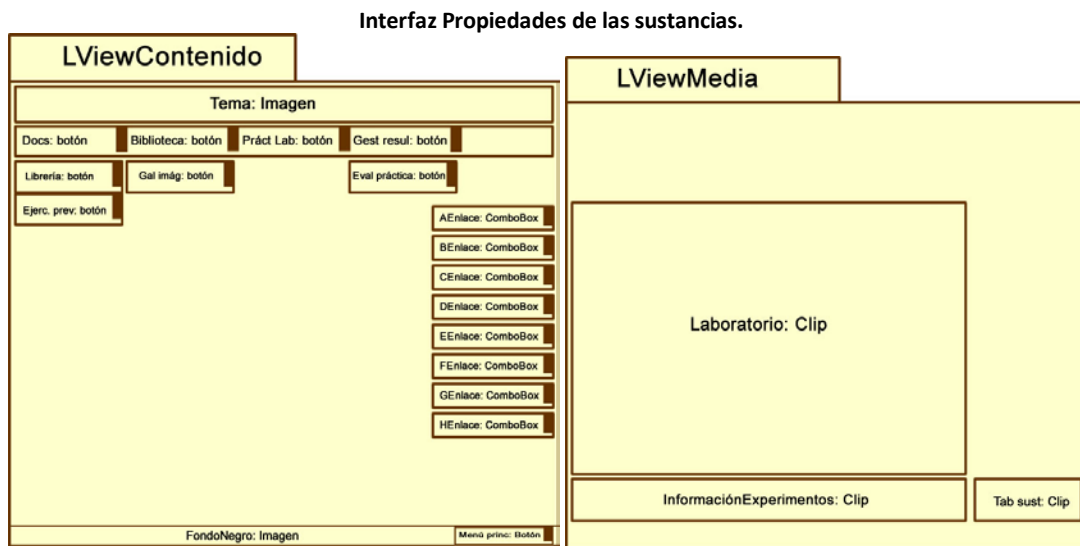 Interfaz Propiedades de las sustancias.
LViewContenido
Tema: Imagen
Docs: botón
Biblioteca: botón
Práct Lab: botón
Gest resul: botón
Librería: botón
Gal imág: botón
Eval práctica: botón
Ejerc. prev: botón
AEnlace: ComboBox
BEnlace: ComboBox
CEnlace: ComboBox
DEnlace: ComboBox
EEnlace: ComboBox
FEnlace: ComboBox
GEnlace: ComboBox
HEnlace: ComboBox
FondoNegro: Imagen
Menú princ: Botón
LViewMedia
Laboratorio: Clip
InformaciónExperimentos: Clip
Tab sust: Clip